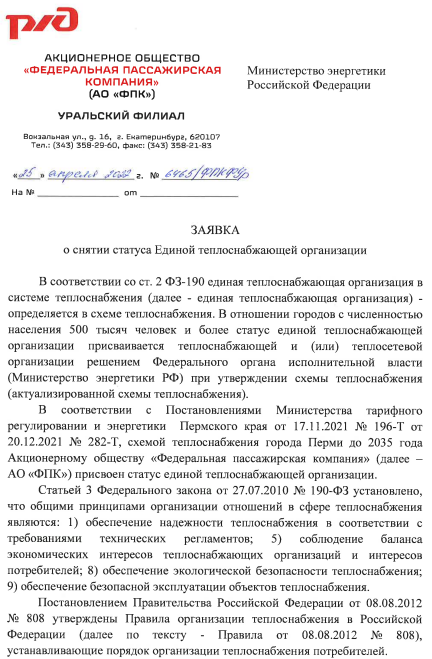 РЖД
АКЦИОНЕРНОЕ ОБЩЕСТВО
«ФЕДЕРАЛЬНАЯ ПАССАЖИРСКАЯ
КОМПАНИЯ»
(АО «ФПК»)
УРАЛЬСКИЙ ФИЛИАЛ
Вокзальная ул., д. 16, г. Екатеринбург, 620107
Тел.: (343) 358-29-60, факс: (343) 358-21-83
«25» апреля 2022 г. № 6465/ФПКФУр
На № от
Министерство энергетики
Российской Федерации
ЗАЯВКА
о снятии статуса Единой теплоснабжающей организации
В соответствии со ст. 2 ФЗ-190 единая теплоснабжающая организация в
системе теплоснабжения (далее - единая теплоснабжающая организация) -
определяется в схеме теплоснабжения. В отношении городов с численностью
населения 500 тысяч человек и более статус единой теплоснабжающей
организации присваивается теплоснабжающей и (или) теплосетевой
организации решением Федерального органа исполнительной власти
(Министерство энергетики РФ) при утверждении схемы теплоснабжения
(актуализированной схемы теплоснабжения).
В соответствии с Постановлениями Министерства тарифного
регулировании и энергетики Пермского края от 17.11.2021 № 196-Т от
20.12.2021 № 282-Т, схемой теплоснабжения города Перми до 2035 года
Акционерному обществу «Федеральная пассажирская компания» (далее –
АО «ФПК») присвоен статус единой теплоснабжающей организации.
Статьей 3 Федерального закона от 27.07.2010 № 190-ФЗ установлено,
что общими принципами организации отношений в сфере теплоснабжения
являются: 1) обеспечение надежности теплоснабжения в соответствии с
требованиями технических регламентов; 5) соблюдение баланса
экономических интересов теплоснабжающих организаций и интересов
потребителей; 8) обеспечение экологической безопасности теплоснабжения;
9) обеспечение безопасной эксплуатации объектов теплоснабжения.
Постановлением Правительства Российской Федерации от 08.08.2012
№ 808 утверждены Правила организации теплоснабжения в Российской
Федерации (далее по тексту - Правила от 08.08.2012 № 808),
устанавливающие порядок организации теплоснабжения потребителей.